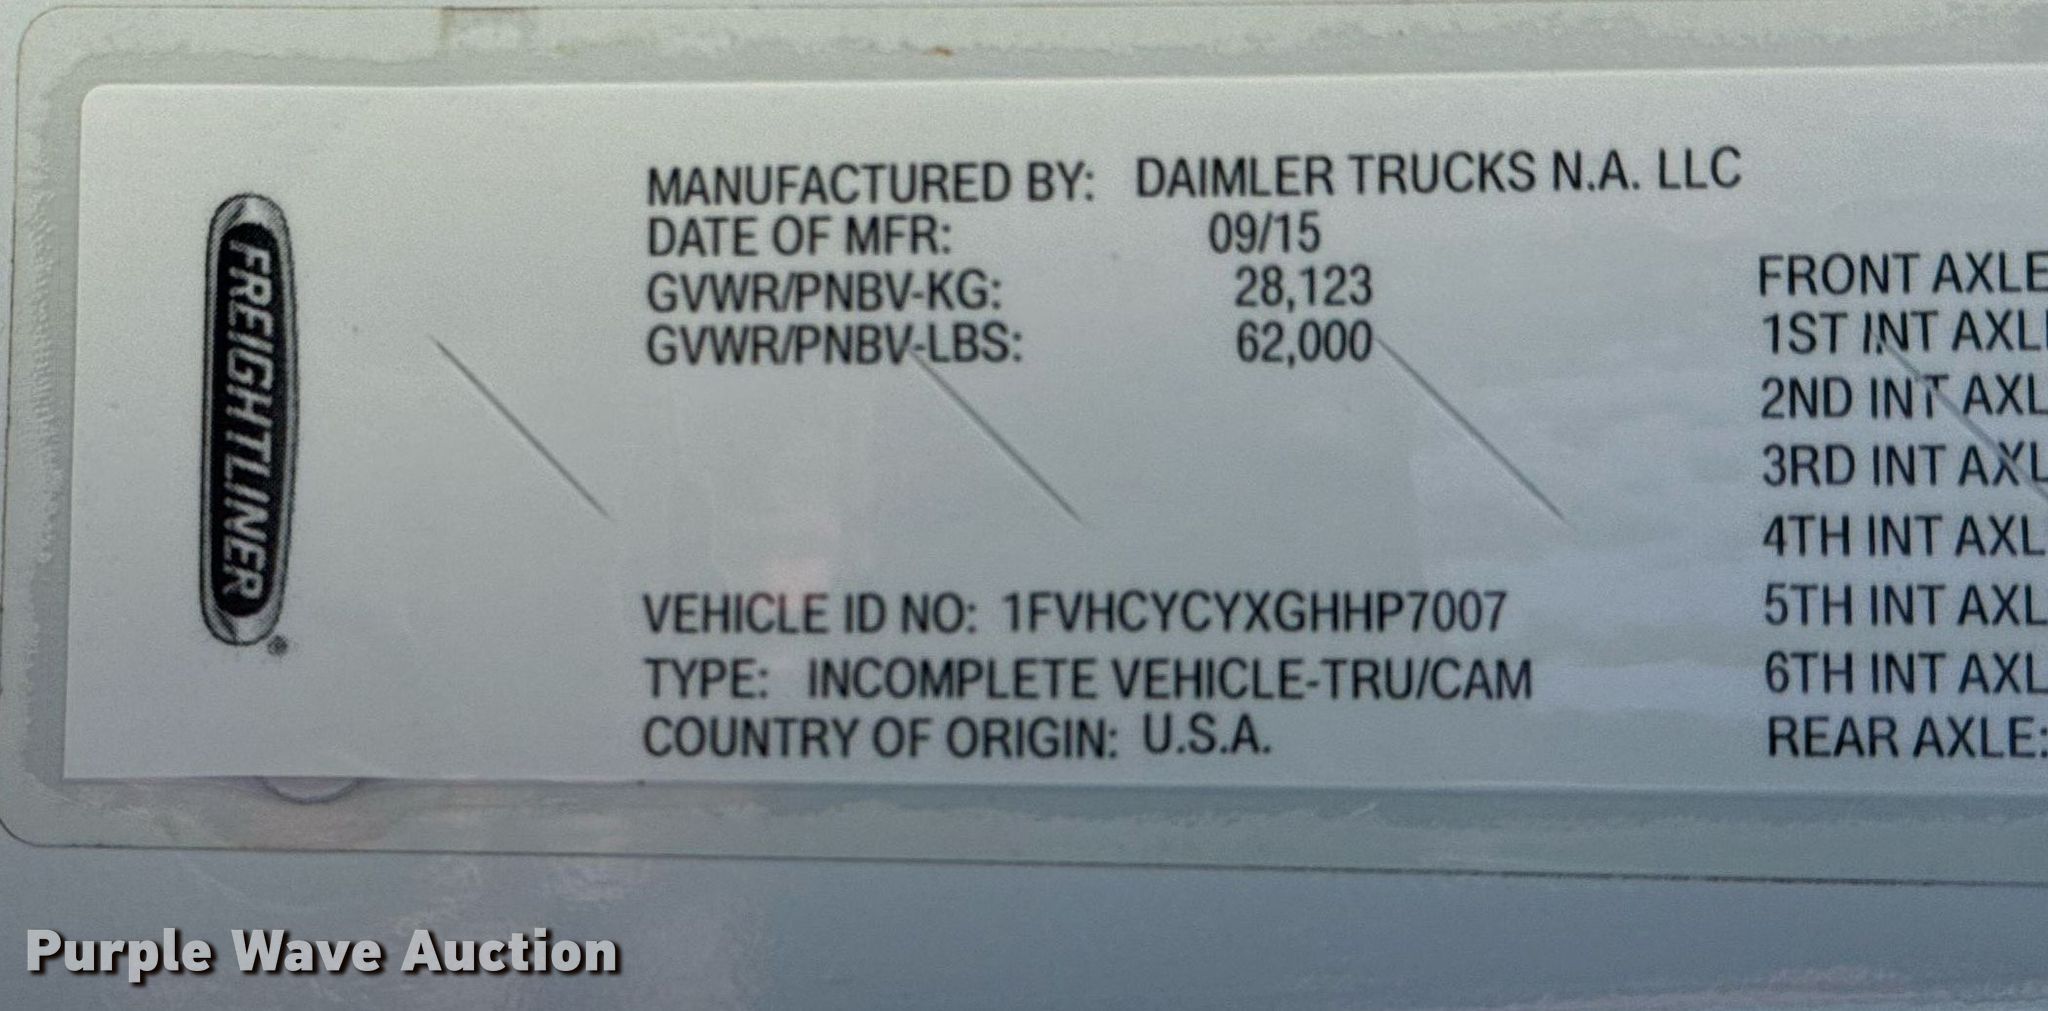 FREIGHTLINER®
MANUFACTURED BY: DAIMLER TRUCKS N.A. LLC
DATE OF MFR: 09/15
GVWR/PNBV-KG: 28,123
GVWR/PNBV-LBS: 62,000
VEHICLE ID NO: 1FVHCYCYXGHHP7007
TYPE: INCOMPLETE VEHICLE-TRU/CAM
COUNTRY OF ORIGIN: U.S.A.
FRONT AXLE
1ST INT AXL
2ND INT AXL
3RD INT AXL
4TH INT AXL
5TH INT AXL
6TH INT AXL
REAR AXLE:
Purple Wave Auction